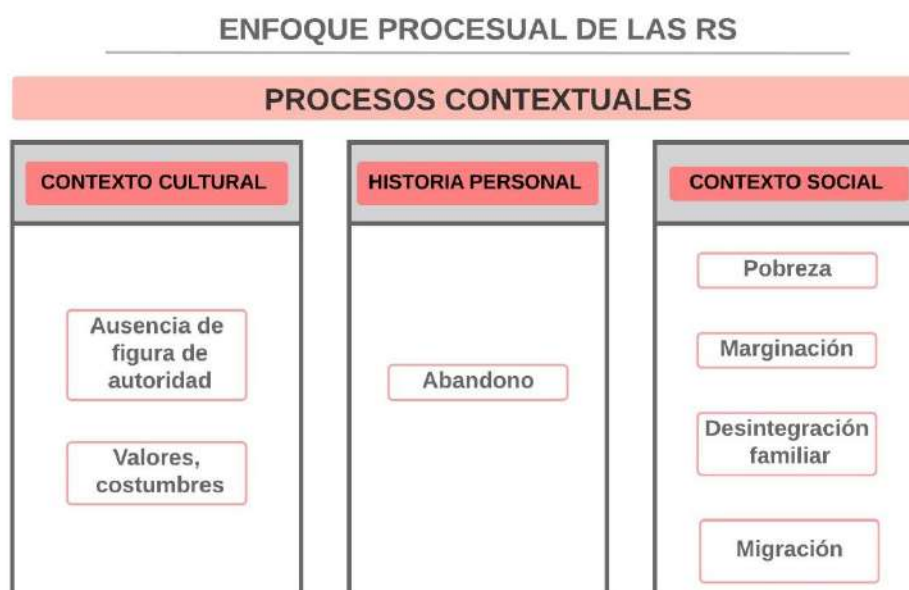 ENFOQUE PROCESUAL DE LAS RS
PROCESOS CONTEXTUALES
CONTEXTO CULTURAL
Ausencia de
figura de
autoridad
Valores,
costumbres
HISTORIA PERSONAL
Abandono
CONTEXTO SOCIAL
Pobreza
Marginación
Desintegración
familiar
Migración